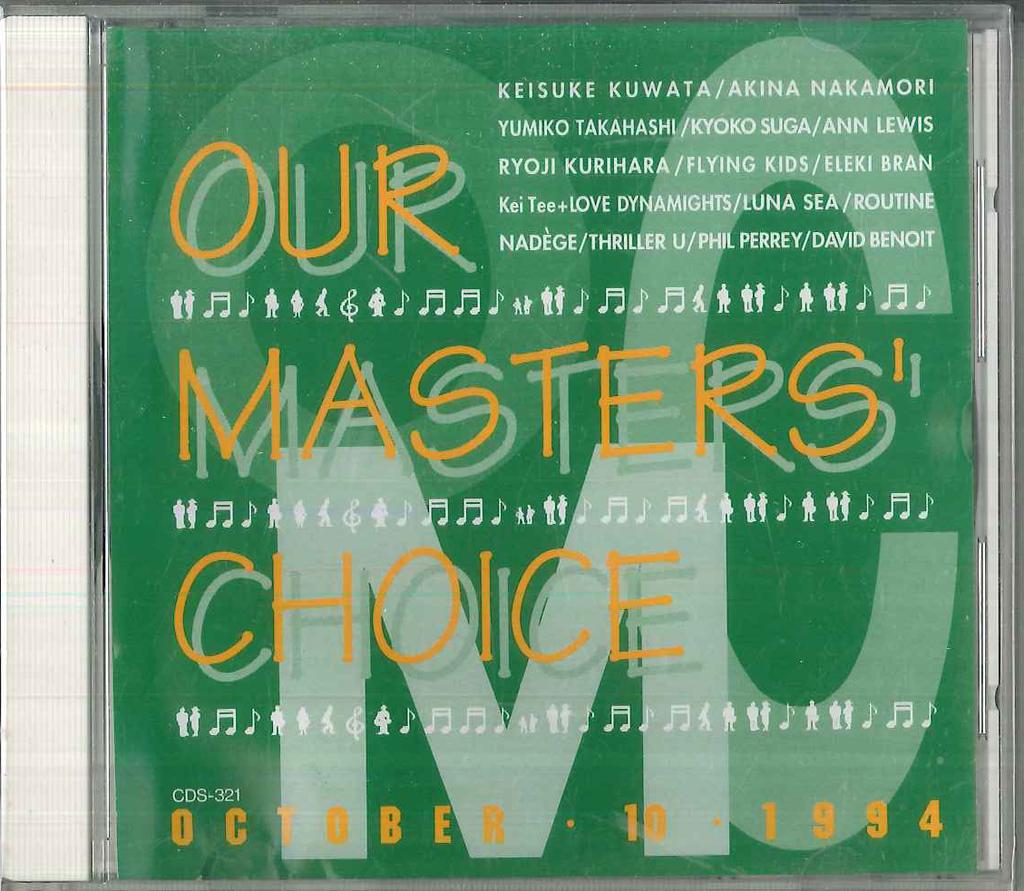 KEISUKE KUWATA/AKINA NAKAMORI
YUMIKO TAKAHASHI/KYOKO SUGA/ANN LEWIS
RYOJI KURIHARA/FLYING KIDS/ELEKI BRAN
Kei Tee+LOVE DYNAMIGHTS/LUNA SEA/ROUTINE
NADÈGE/THRILLER U/PHIL PERREY/DAVID BENOIT
OUR
MASTERS'
CHOICE
OMC
CDS-321
OCTOBER · 10 · 1994